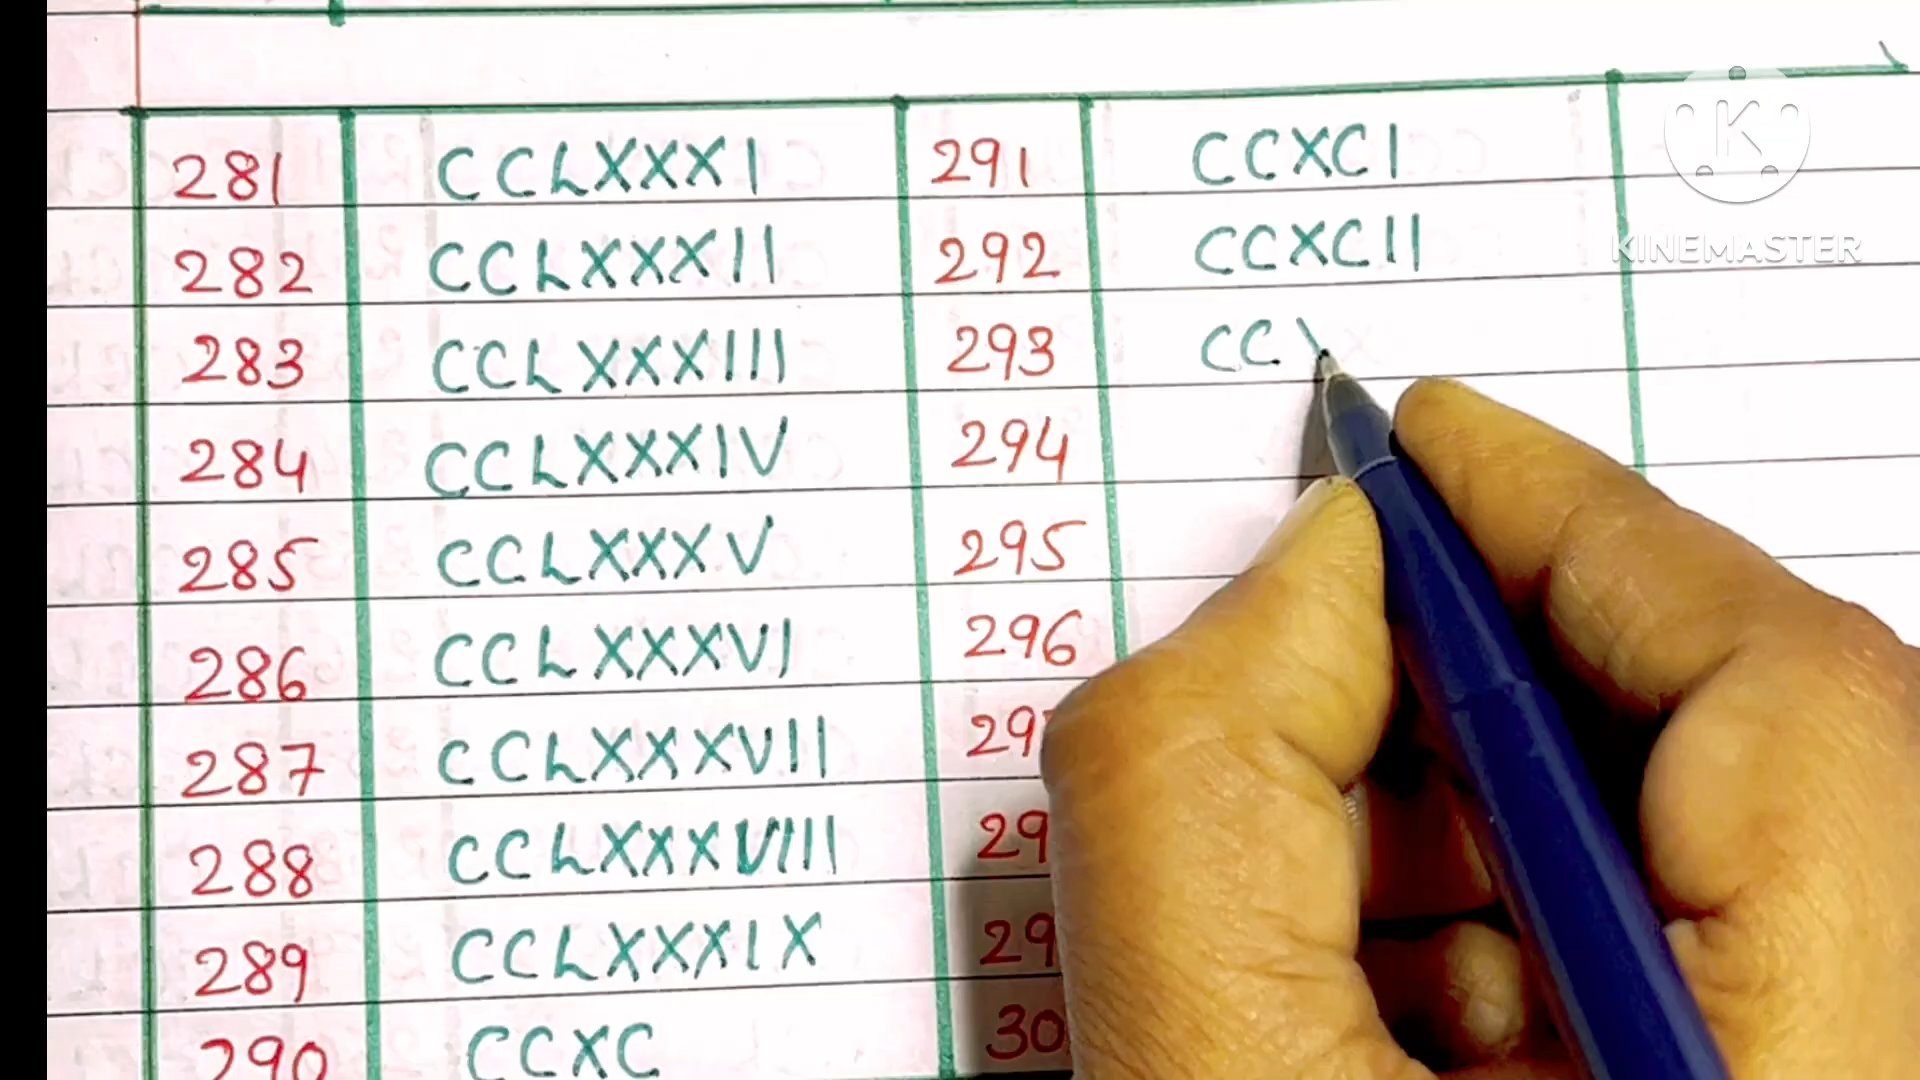 281 CCLXXXI 291 CCXCI
282 CCLXXXII 292 CCXCII
283 CCLXXXIII 293 CC
284 CCLXXXIV 294
285 CCLXXXV 295
286 CCLXXXVI 296
287 CCLXXXVII
288 CCLXXXVIII
289 CCLXXXIX
290 CCXC
K
KINEMASTER